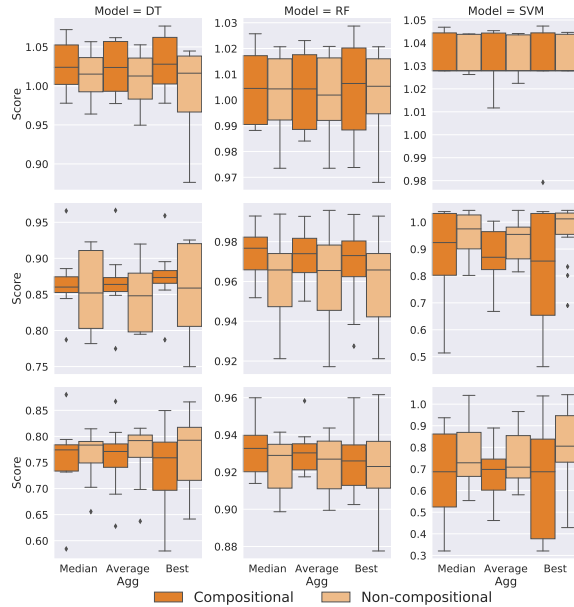 Model = DT
1.05
1.00
0.95
0.90
Score
Model = RF
1.03
1.02
1.01
1.00
0.99
0.98
0.97
Model = SVM
1.05
1.04
1.03
1.02
1.01
1.00
0.99
0.98
0.95
0.90
0.85
0.80
0.75
Score
0.98
0.96
0.94
0.92
1.0
0.9
0.8
0.7
0.6
0.5
0.85
0.80
0.75
0.70
0.65
0.60
Score
Median
Average
Best
Agg
0.96
0.94
0.92
0.90
0.88
Median
Average
Best
Agg
1.0
0.9
0.8
0.7
0.6
0.5
0.4
0.3
Median
Average
Best
Agg
Compositional
Non-compositional